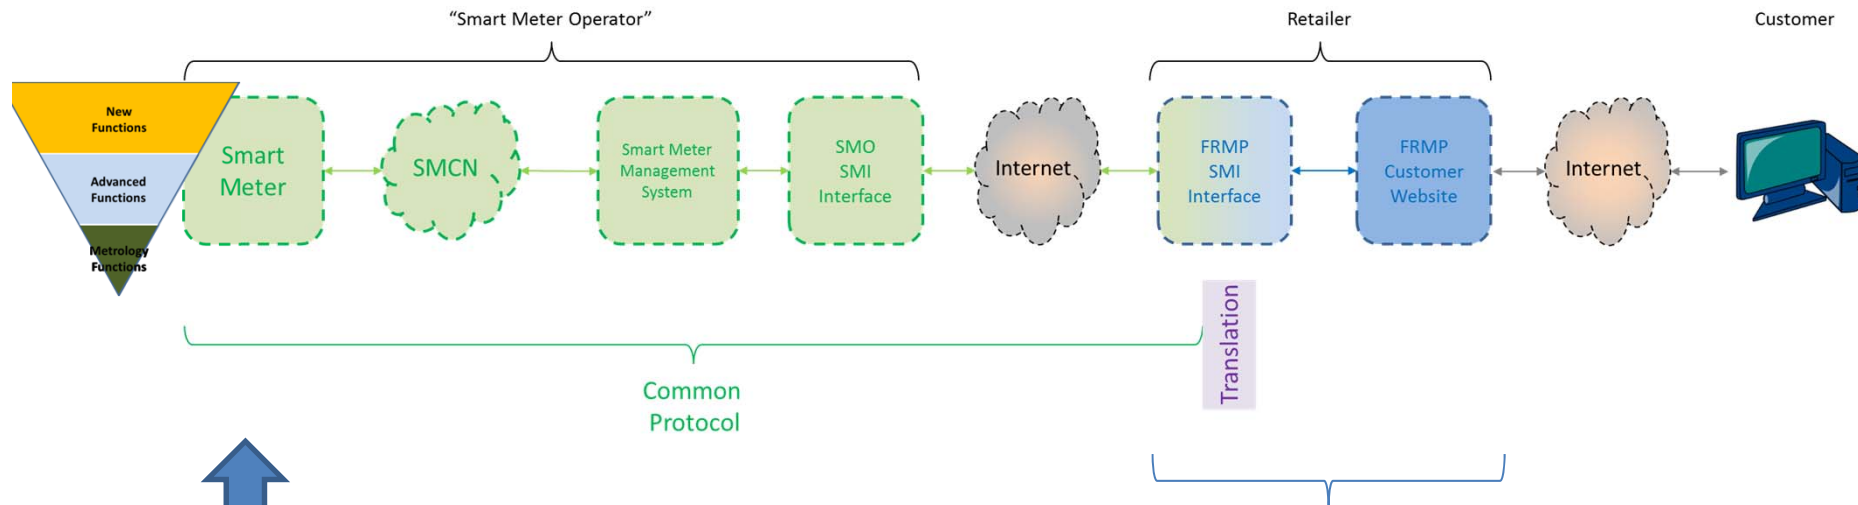 “Smart Meter Operator”
Retailer
Customer
New
Functions
Advanced
Functions
Metrology
Functions
Smart
Meter
SMCN
Smart Meter
Management
System
SMO
SMI
Interface
Internet
FRMP
SMI
Interface
FRMP
Customer
Website
Internet
Translation
Common
Protocol